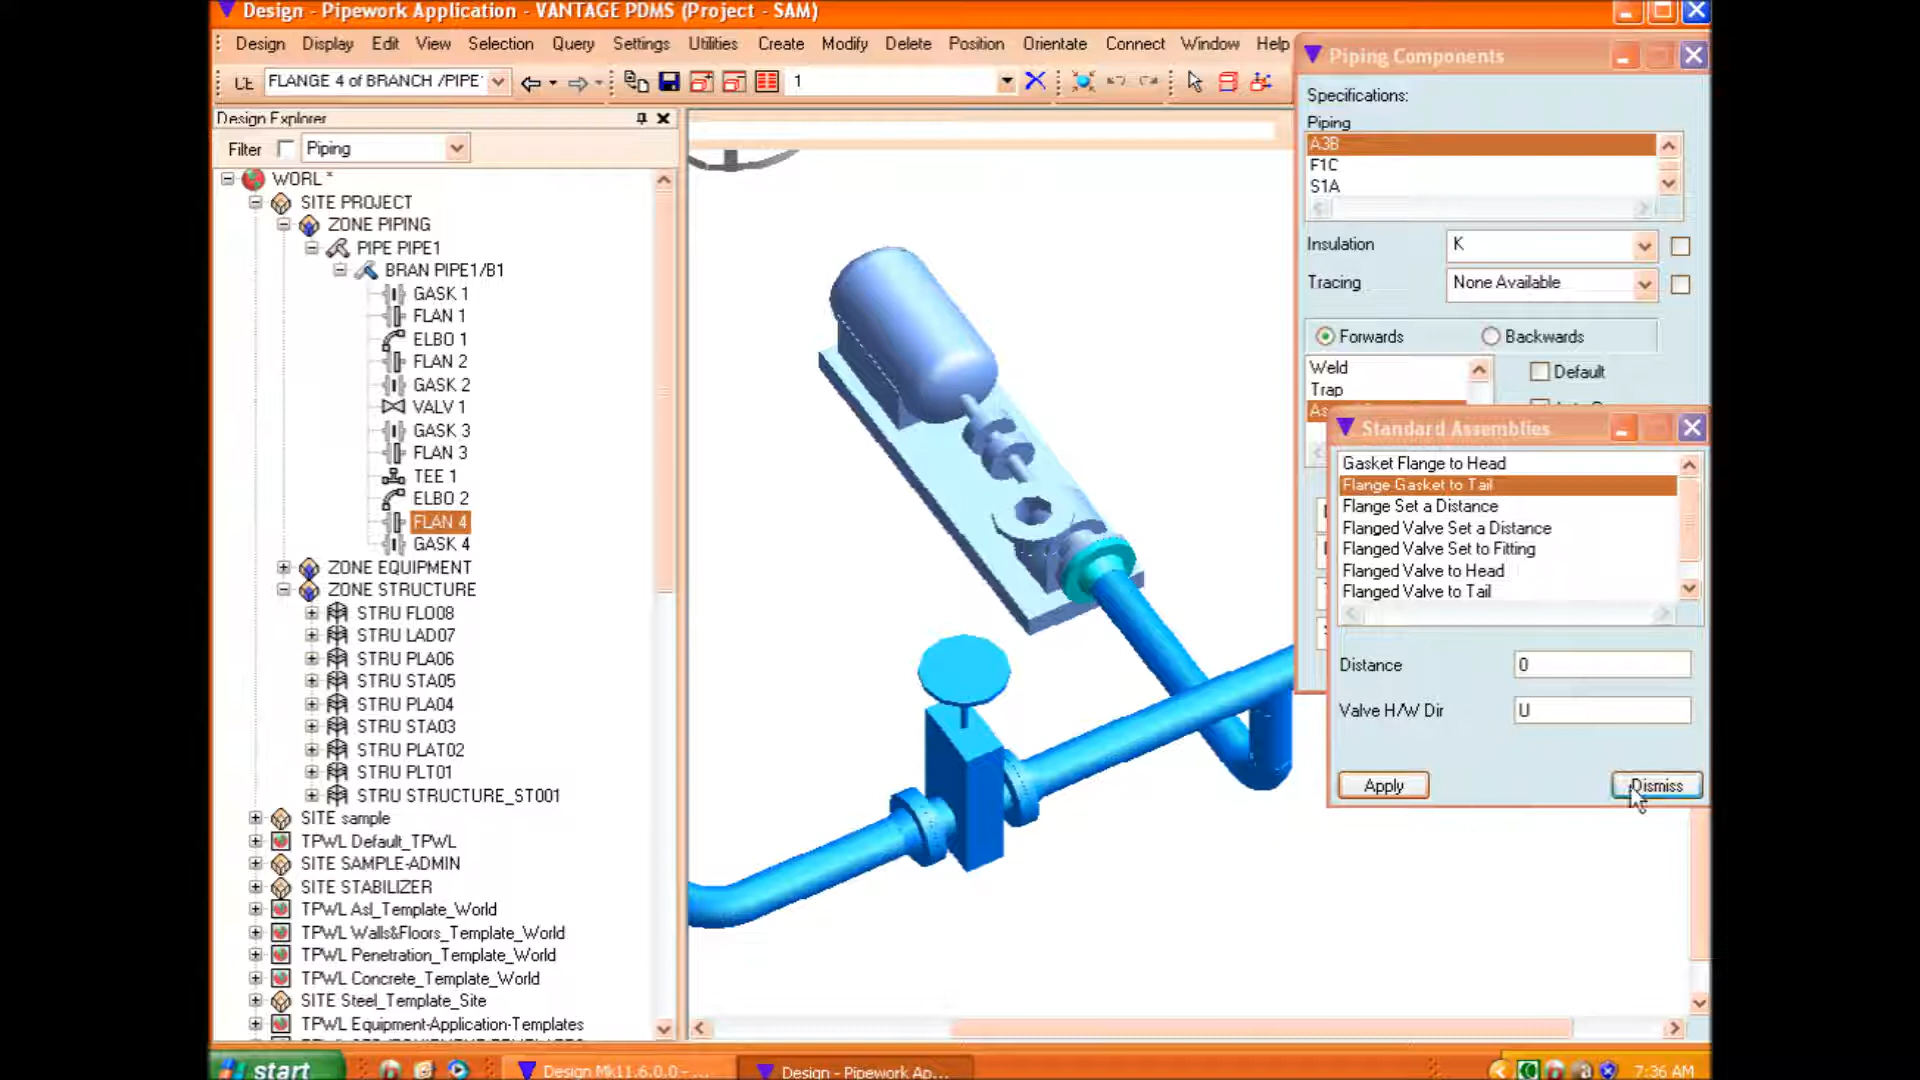 Design - Pipework Application - VANTAGE PDMS (Project - SAM)
Design Display Edit View Selection Query Settings Utilities Create Modify Delete Position Orientate Connect Window Help
CE FLANGE 4 of BRANCH /PIPE
1
Design Explorer
Filter Piping
WORL *
SITE PROJECT
ZONE PIPING
PIPE PIPE1
BRAN PIPE1/B1
GASK 1
FLAN 1
ELBO 1
FLAN 2
GASK 2
VALV 1
GASK 3
FLAN 3
TEE 1
ELBO 2
FLAN 4
GASK 4
ZONE EQUIPMENT
ZONE STRUCTURE
STRU FLO08
STRU LAD07
STRU PLA06
STRU STA05
STRU PLA04
STRU STA03
STRU PLAT02
STRU PLT01
STRU STRUCTURE_ST001
SITE sample
TPWL Default_TPWL
SITE SAMPLE-ADMIN
SITE STABILIZER
TPWL Asl_Template_World
TPWL Walls&Floors_Template_World
TPWL Penetration_Template_World
TPWL Concrete_Template_World
SITE Steel_Template_Site
TPWL Equipment-Application-Templates
Piping Components
Specifications:
Piping
A3B
F1C
S1A
Insulation K
Tracing None Available
Forwards Backwards
Weld
Trap
Default
Standard Assemblies
Gasket Flange to Head
Flange Gasket to Tail
Flange Set a Distance
Flanged Valve Set a Distance
Flanged Valve Set to Fitting
Flanged Valve to Head
Flanged Valve to Tail
Distance 0
Valve H/W Dir U
Apply Dismiss
start
Design Mk11.6.0.0 - ...
Design - Pipework Ap...
7:36 AM